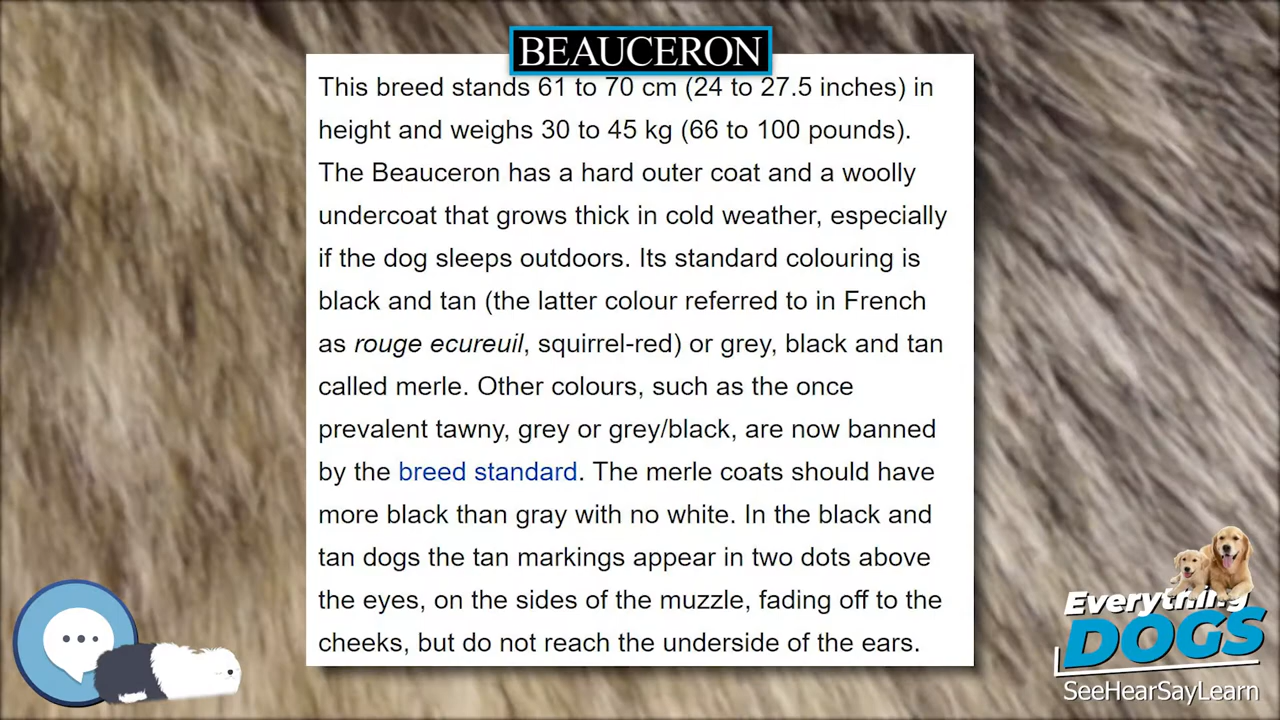 BEAUCERON
This breed stands 61 to 70 cm (24 to 27.5 inches) in
height and weighs 30 to 45 kg (66 to 100 pounds).
The Beauceron has a hard outer coat and a woolly
undercoat that grows thick in cold weather, especially
if the dog sleeps outdoors. Its standard colouring is
black and tan (the latter colour referred to in French
as rouge ecureuil, squirrel-red) or grey, black and tan
called merle. Other colours, such as the once
prevalent tawny, grey or grey/black, are now banned
by the breed standard. The merle coats should have
more black than gray with no white. In the black and
tan dogs the tan markings appear in two dots above
the eyes, on the sides of the muzzle, fading off to the
cheeks, but do not reach the underside of the ears.
Everything
DOGS
SeeHearSayLearn